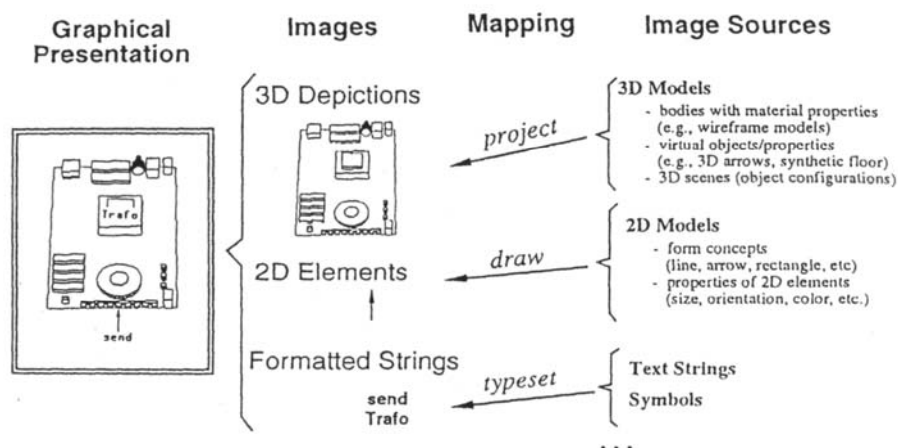 Graphical
Presentation
Images
Mapping
Image Sources
Trafo
send
3D Depictions
2D Elements
Formatted Strings
send
Trafo
project
draw
typeset
3D Models
- bodies with material properties
(e.g., wireframe models)
- virtual objects/properties
(e.g., 3D arrows, synthetic floor)
- 3D scenes (object configurations)
2D Models
- form concepts
(line, arrow, rectangle, etc)
- properties of 2D elements
(size, orientation, color, etc.)
Text Strings
Symbols
...